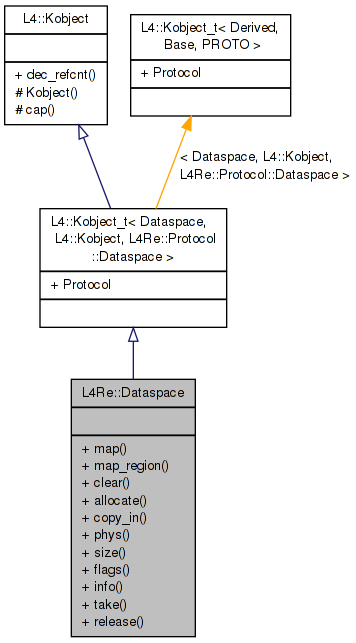 L4::Kobject
+ dec_refcnt()
# Kobject()
# cap()
L4::Kobject_t< Derived,
Base, PROTO >
+ Protocol
< Dataspace, L4::Kobject,
L4Re::Protocol::Dataspace >
L4::Kobject_t< Dataspace,
L4::Kobject, L4Re::Protocol
::Dataspace >
+ Protocol
L4Re::Dataspace
+ map()
+ map_region()
+ clear()
+ allocate()
+ copy_in()
+ phys()
+ size()
+ flags()
+ info()
+ take()
+ release()